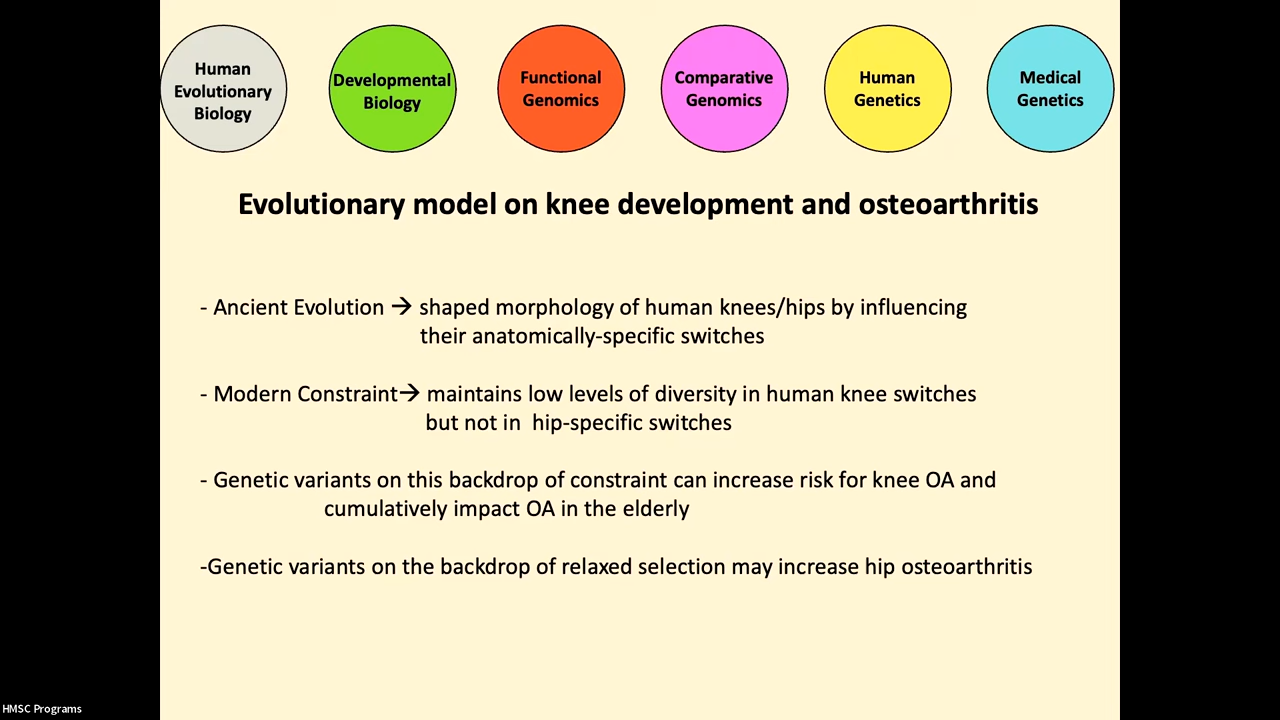 Human
Evolutionary
Biology
Developmental
Biology
Functional
Genomics
Comparative
Genomics
Human
Genetics
Medical
Genetics
Evolutionary model on knee development and osteoarthritis
- Ancient Evolution → shaped morphology of human knees/hips by influencing
their anatomically-specific switches
- Modern Constraint→ maintains low levels of diversity in human knee switches
but not in hip-specific switches
- Genetic variants on this backdrop of constraint can increase risk for knee OA and
cumulatively impact OA in the elderly
-Genetic variants on the backdrop of relaxed selection may increase hip osteoarthritis
HMSC Programs